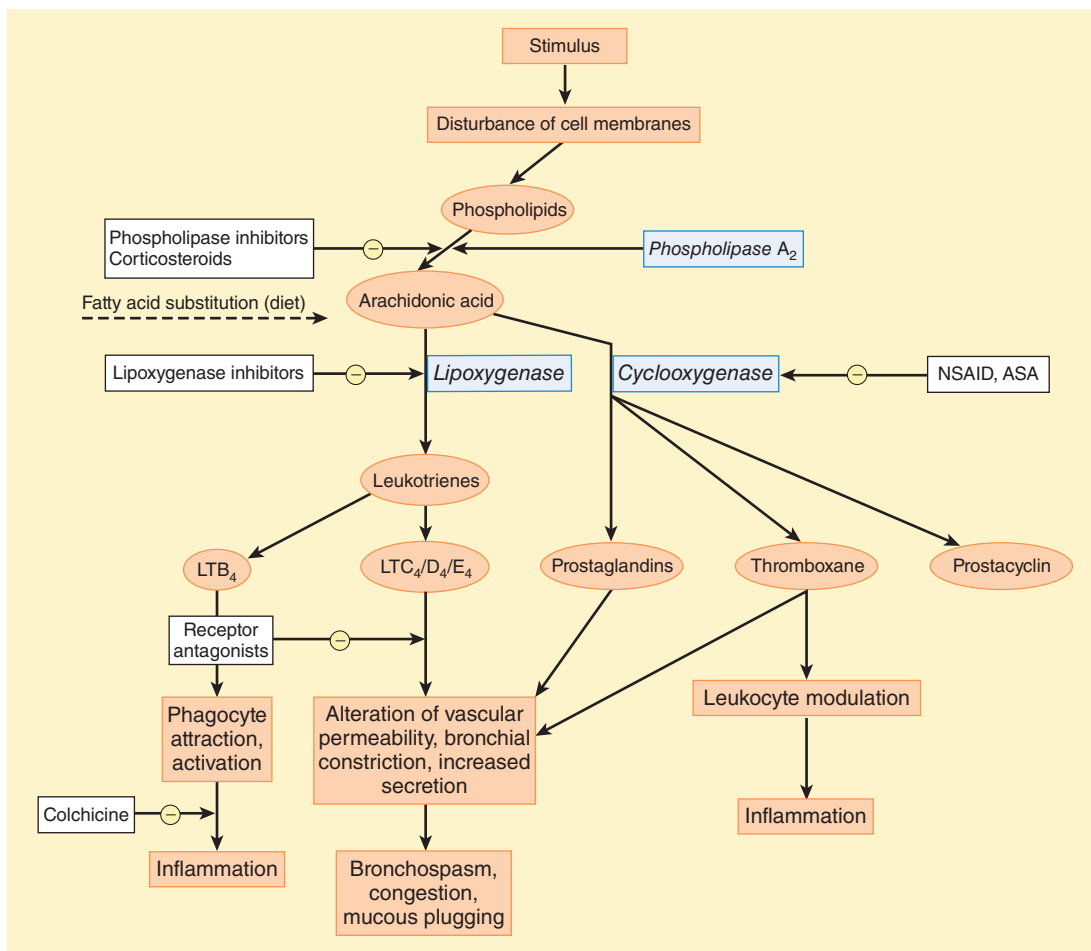 Stimulus
Disturbance of cell membranes
Phospholipids
Phospholipase inhibitors
Corticosteroids
−
Phospholipase A₂
Arachidonic acid
Fatty acid substitution (diet)
Lipoxygenase inhibitors
−
Lipoxygenase
Cyclooxygenase
−
NSAID, ASA
Leukotrienes
LTB₄
LTC₄/D₄/E₄
Prostaglandins
Thromboxane
Prostacyclin
Receptor
antagonists
−
Phagocyte
attraction,
activation
Alteration of vascular
permeability, bronchial
constriction, increased
secretion
Leukocyte modulation
Colchicine
−
Inflammation
Inflammation
Bronchospasm,
congestion,
mucous plugging